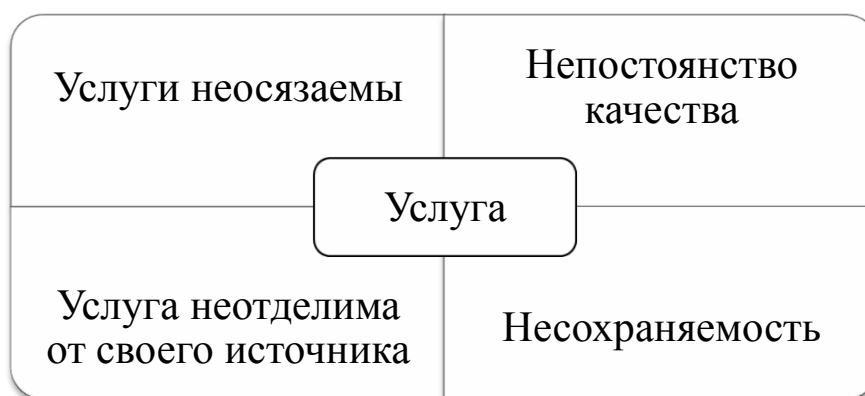 Услуги неосязаемы
Непостоянство
качества
Услуга
Услуга неотделима
от своего источника
Несохраняемость